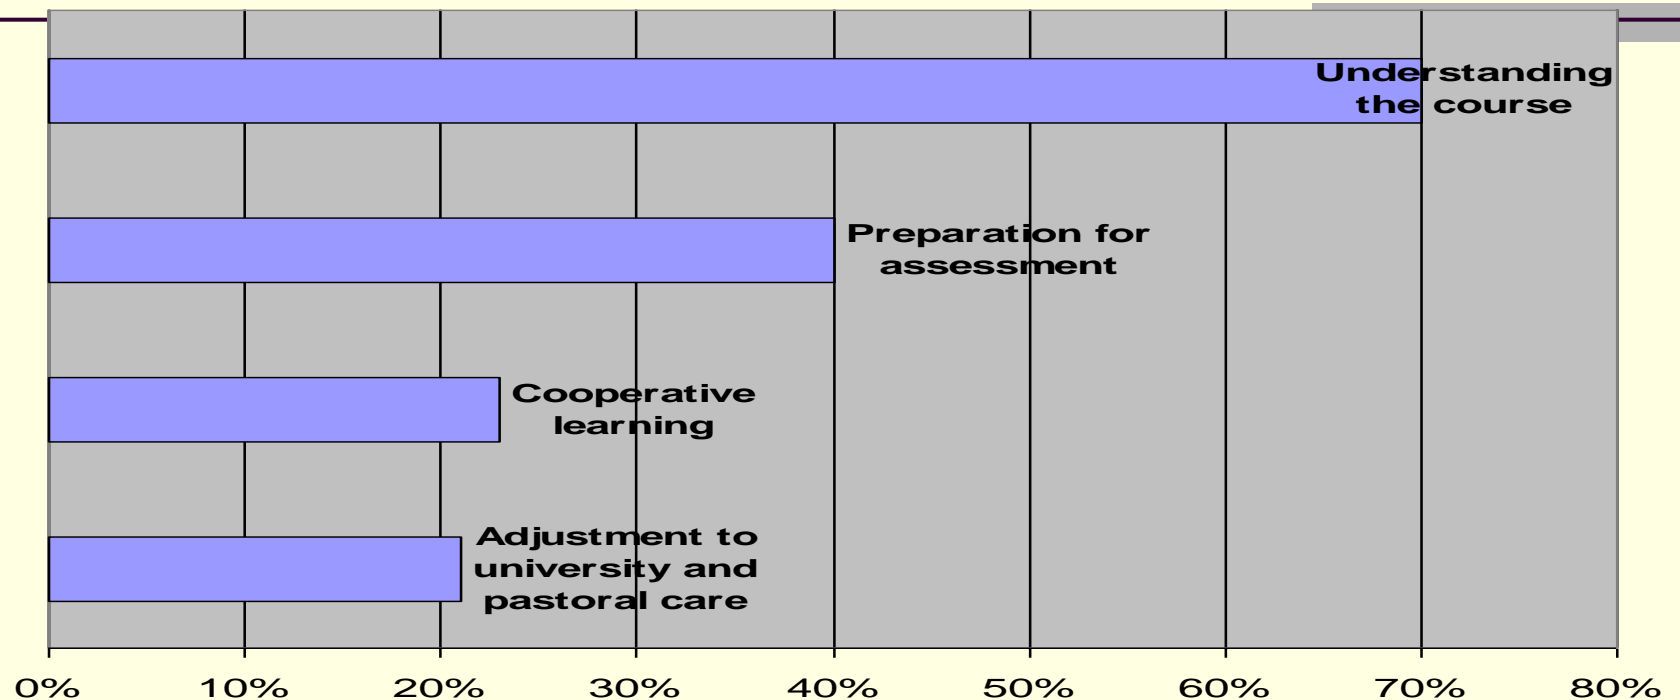 Understanding
the course
Preparation for
assessment
Cooperative
learning
Adjustment to
university and
pastoral care
0% 10% 20% 30% 40% 50% 60% 70% 80%